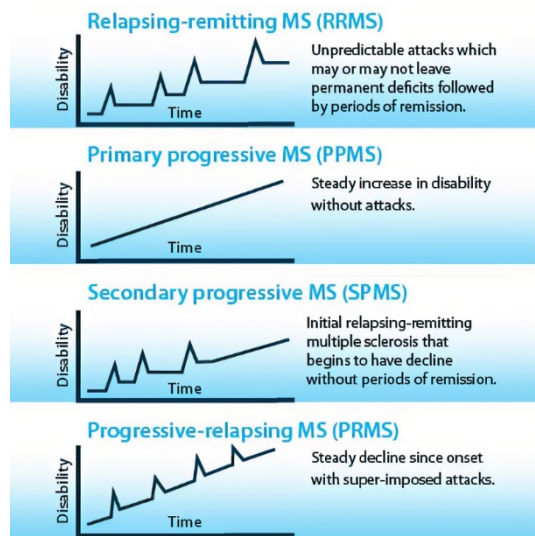 Relapsing-remitting MS (RRMS)
Disability
Time
Unpredictable attacks which
may or may not leave
permanent deficits followed
by periods of remission.
Primary progressive MS (PPMS)
Disability
Time
Steady increase in disability
without attacks.
Secondary progressive MS (SPMS)
Disability
Time
Initial relapsing-remitting
multiple sclerosis that
begins to have decline
without periods of remission.
Progressive-relapsing MS (PRMS)
Disability
Time
Steady decline since onset
with super-imposed attacks.